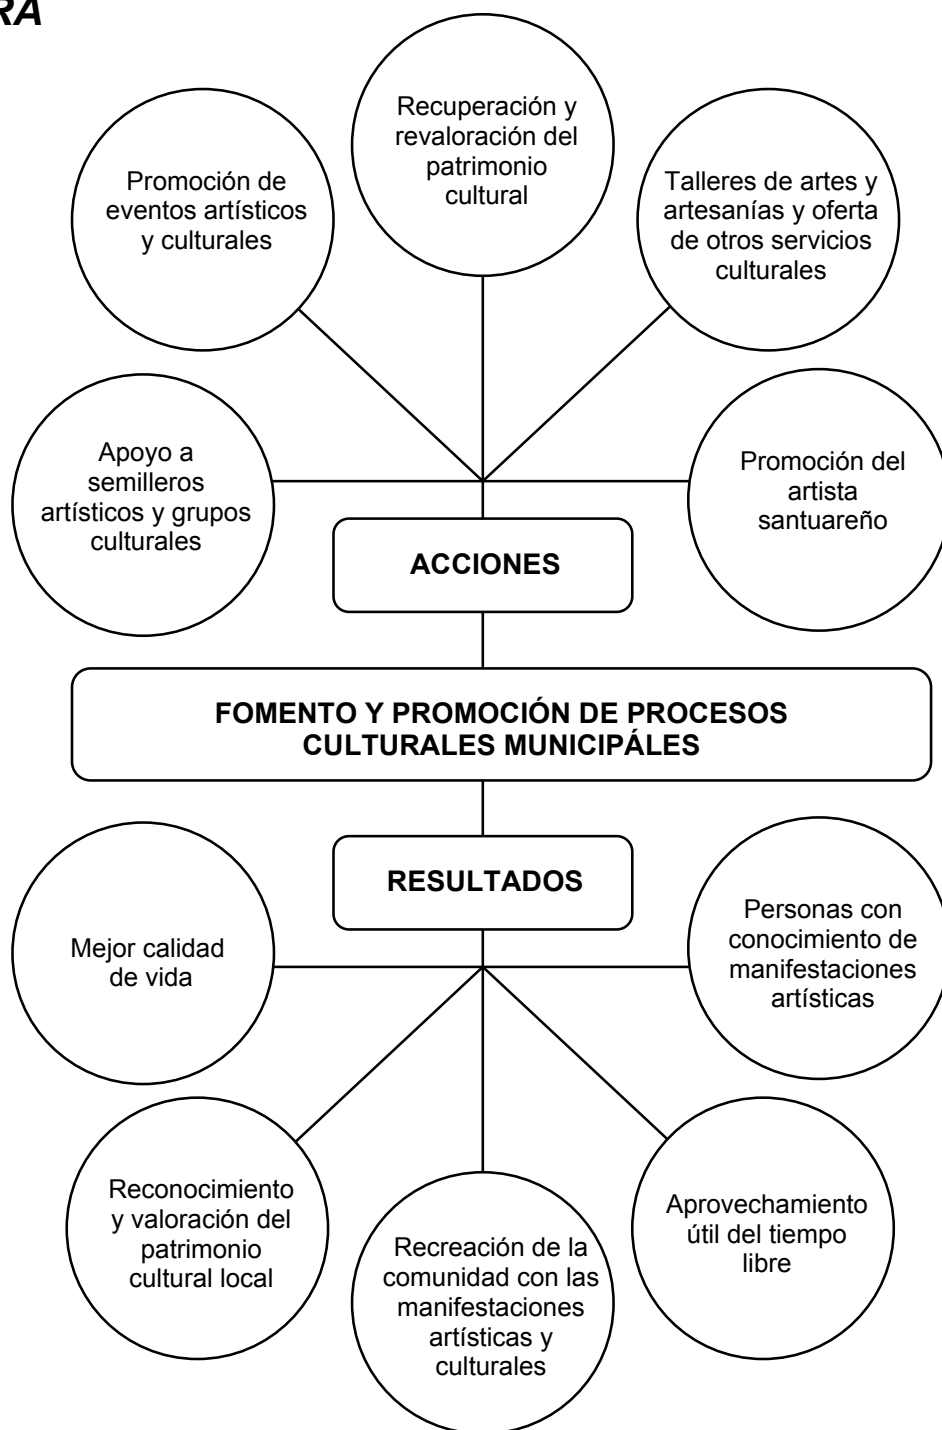 RA
Recuperación y
revaloración del
patrimonio
cultural
Promoción de
eventos artísticos
y culturales
Talleres de artes y
artesanías y oferta
de otros servicios
culturales
Apoyo a
semilleros
artísticos y grupos
culturales
Promoción del
artista
santuareño
ACCIONES
FOMENTO Y PROMOCIÓN DE PROCESOS
CULTURALES MUNICIPÁLES
RESULTADOS
Mejor calidad
de vida
Personas con
conocimiento de
manifestaciones
artísticas
Reconocimiento
y valoración del
patrimonio
cultural local
Recreación de la
comunidad con las
manifestaciones
artísticas y
culturales
Aprovechamiento
útil del tiempo
libre